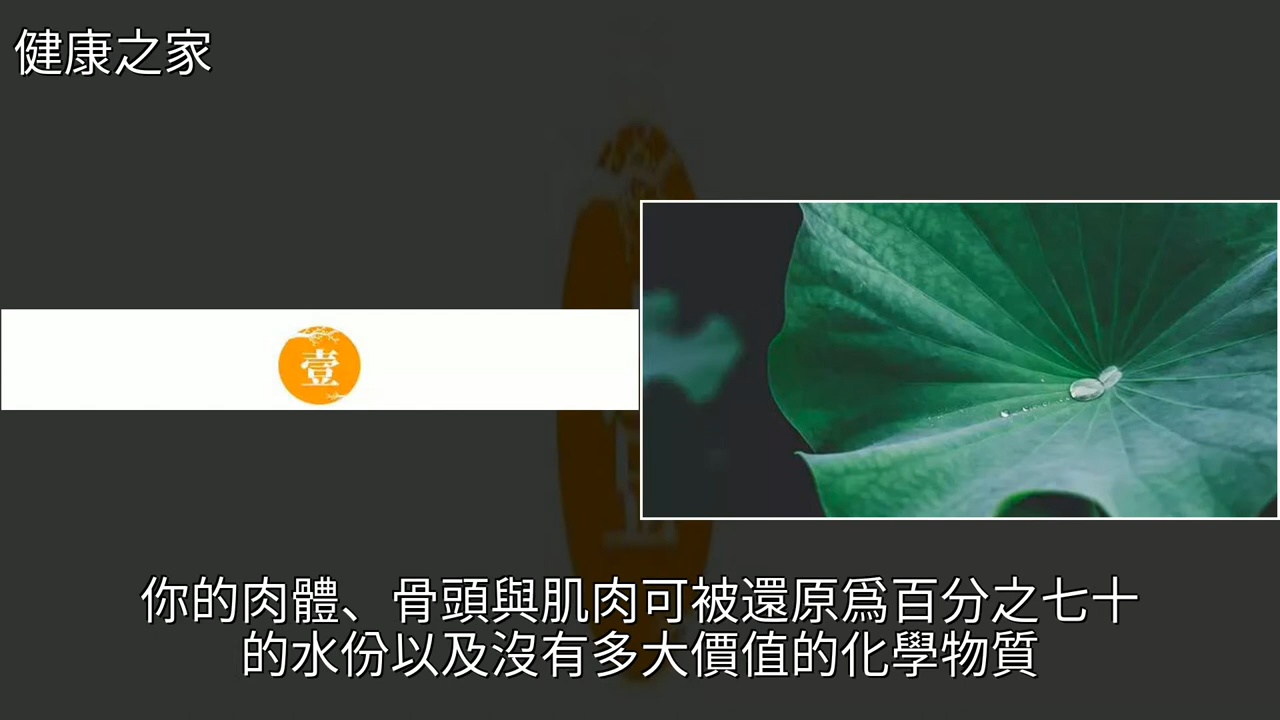 健康之家
壹
你的肉體、骨頭與肌肉可被還原爲百分之七十
的水份以及沒有多大價值的化學物質